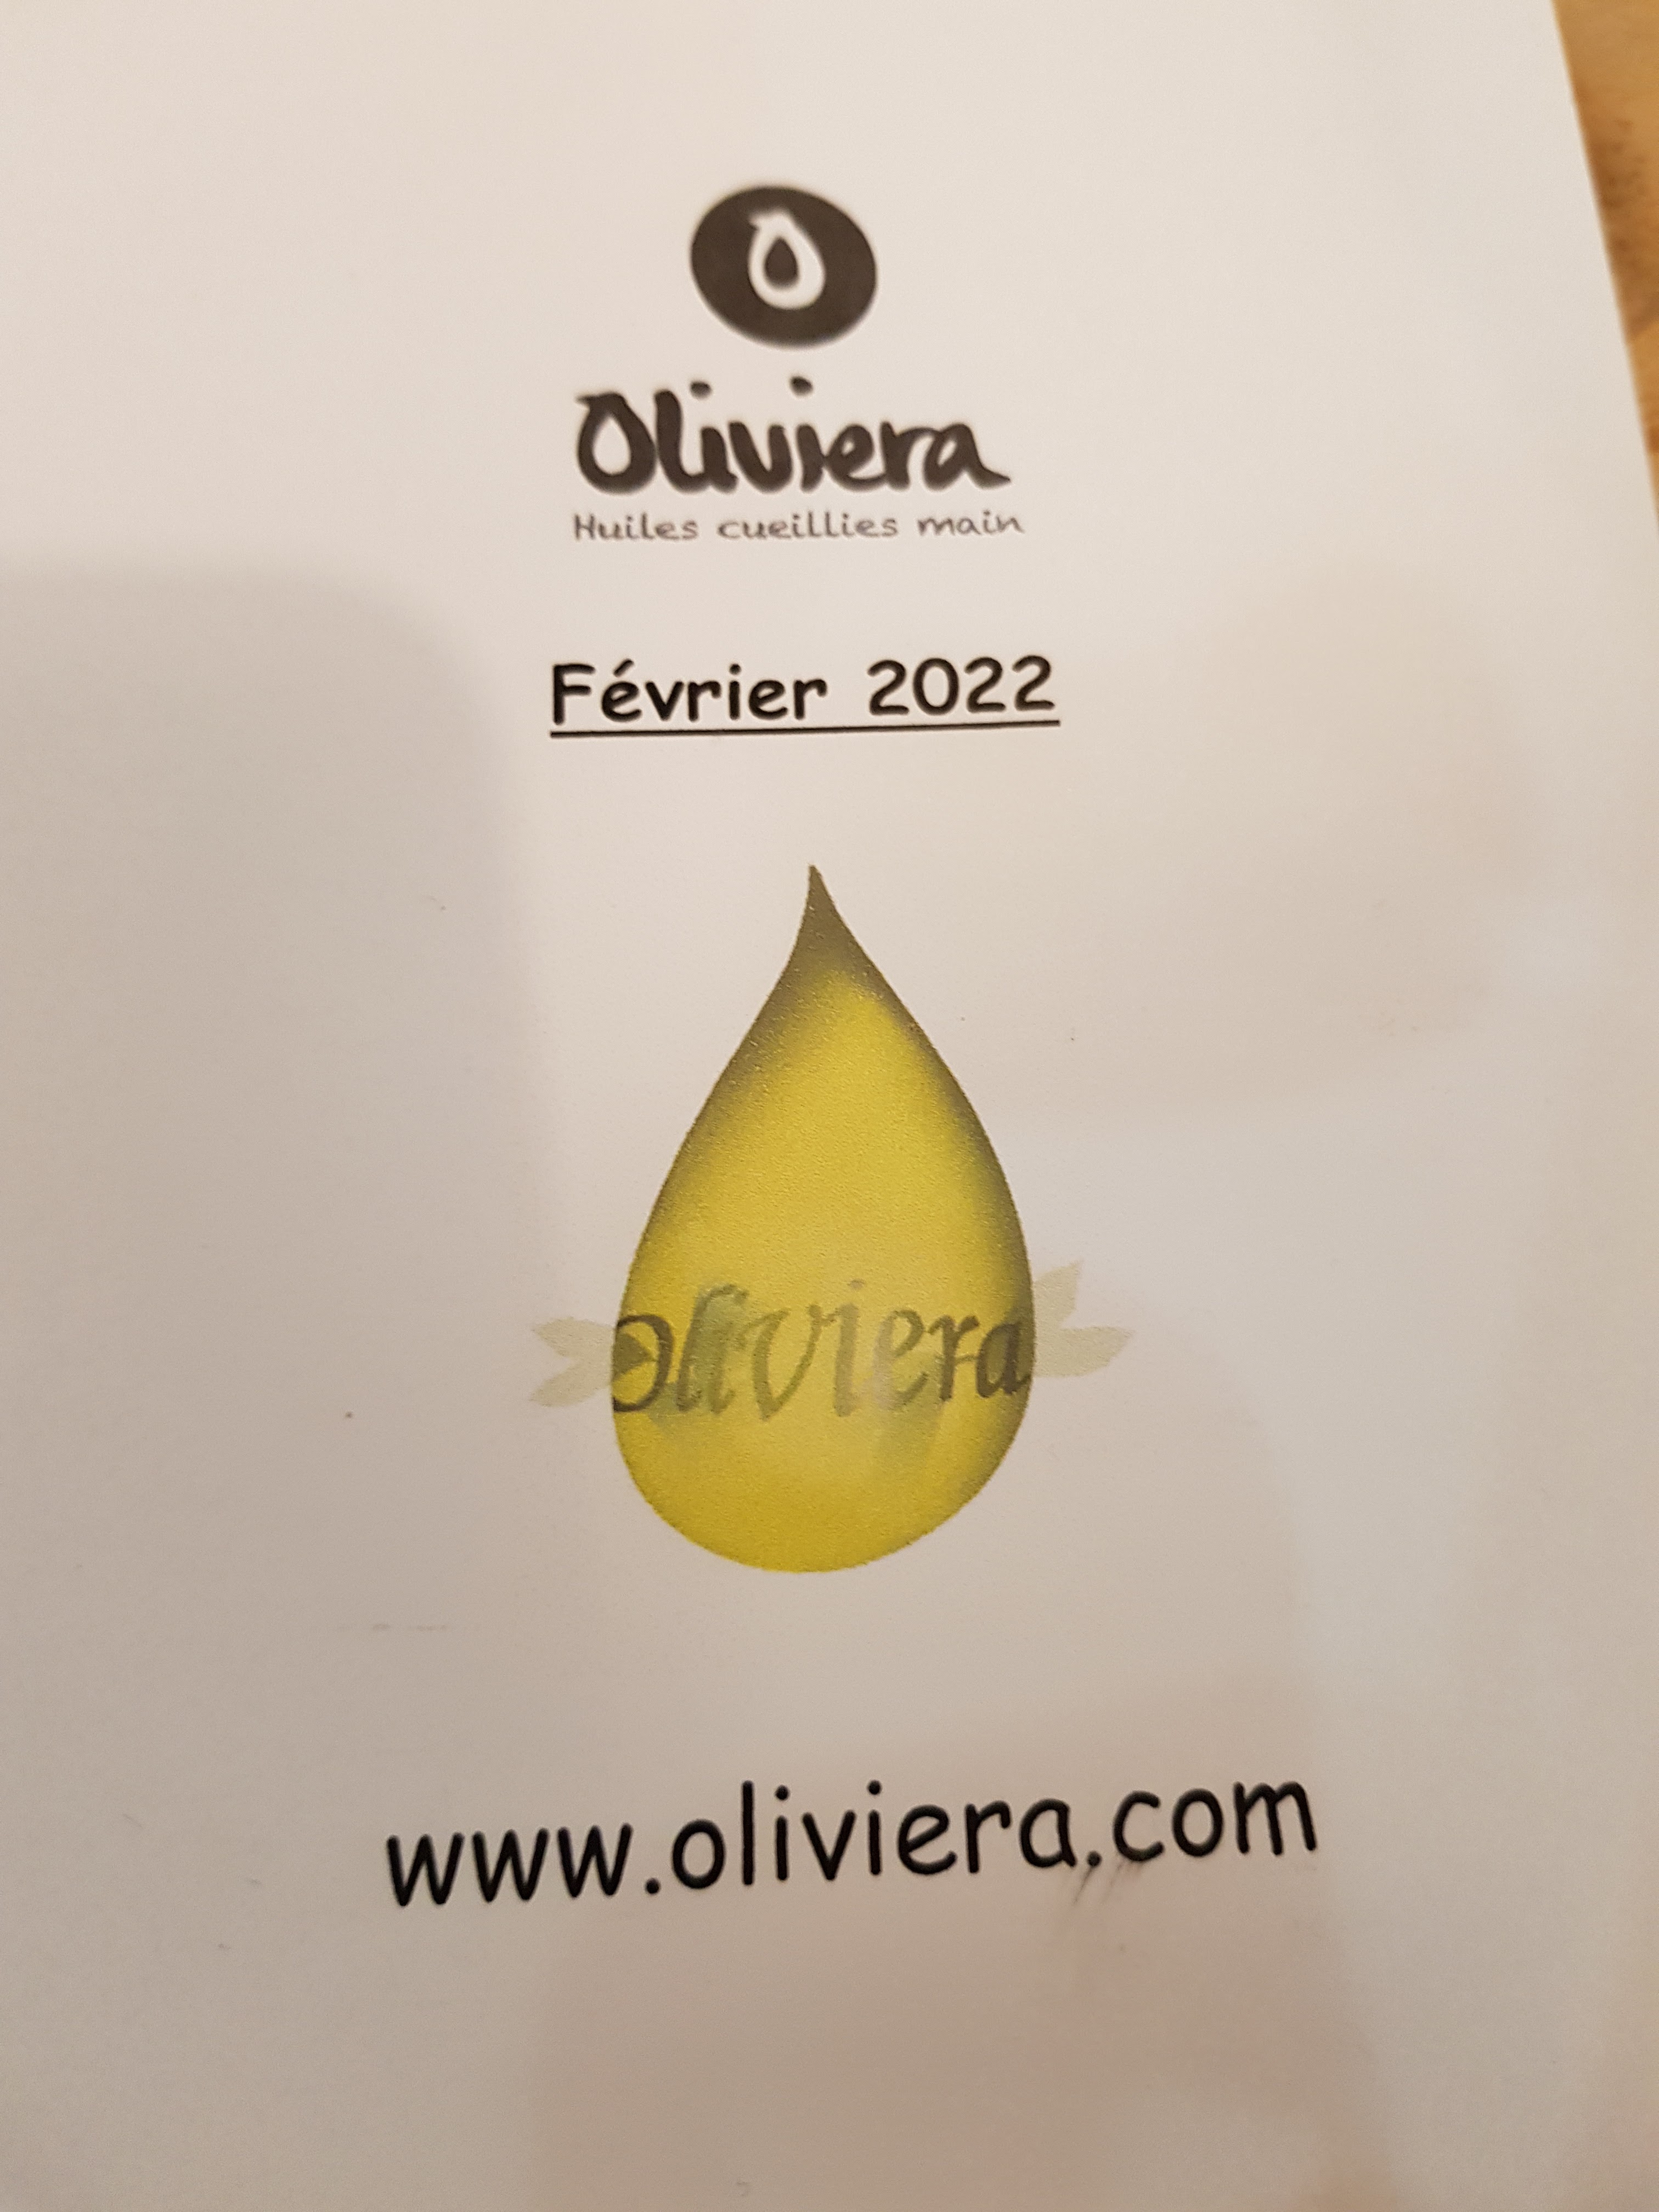 Oliviera
Huiles cueillies main
Février 2022
Oliviera
www.oliviera.com